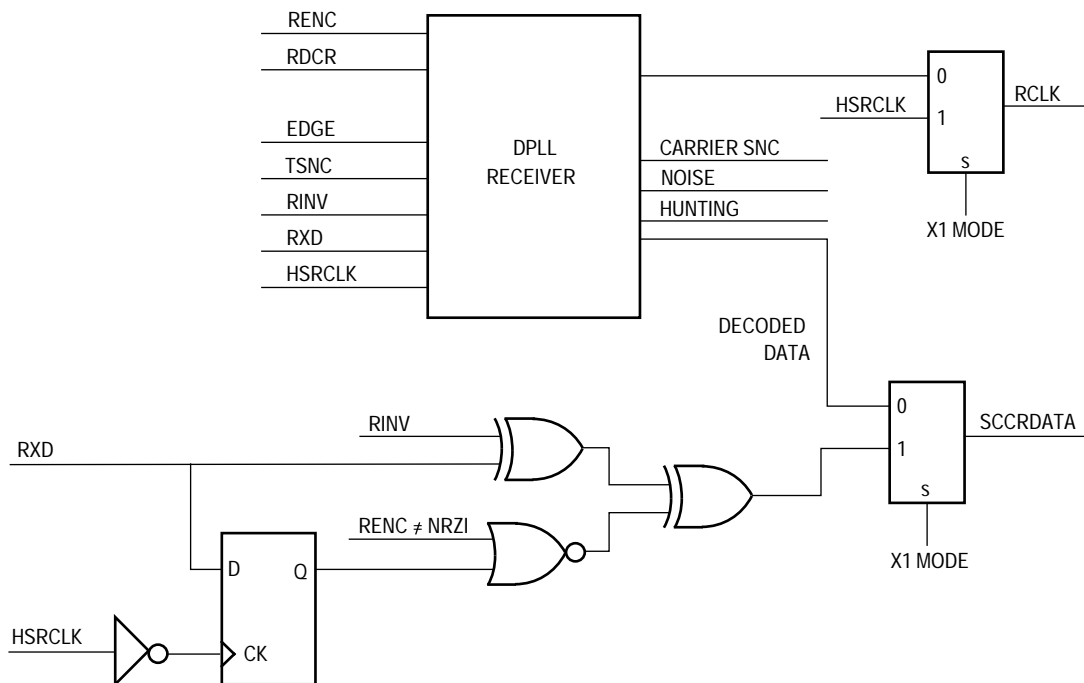 RENC
RDCR
EDGE
TSNC
RINV
RXD
HSRCLK
DPLL
RECEIVER
CARRIER SNC
NOISE
HUNTING
HSRCLK
0
1
S
RCLK
X1 MODE
DECODED
DATA
0
1
S
SCCRDATA
X1 MODE
RINV
RXD
RENC ≠ NRZI
D
Q
CK
HSRCLK